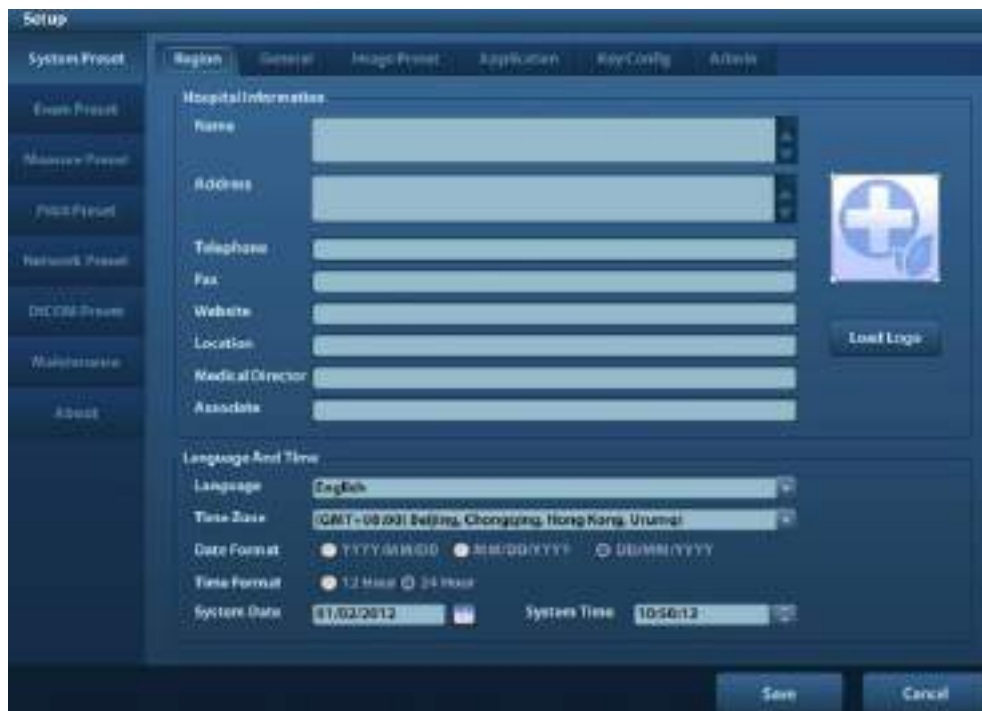 Setup
System Preset
Region General Image Preset Application Key Config Admin
Exam Preset
Measure Preset
Print Preset
Network Preset
DICOM Preset
Maintenance
About
Hospital Information
Name
Address
Telephone
Fax
Website
Location
Medical Director
Associate
Load Logo
Language And Time
Language English
Time Zone (GMT+08:00) Beijing, Chongqing, Hong Kong, Urumqi
Date Format YYYY/MM/DD MM/DD/YYYY DD/MM/YYYY
Time Format 12 Hour 24 Hour
System Date 01/02/2012 System Time
Save Cancel